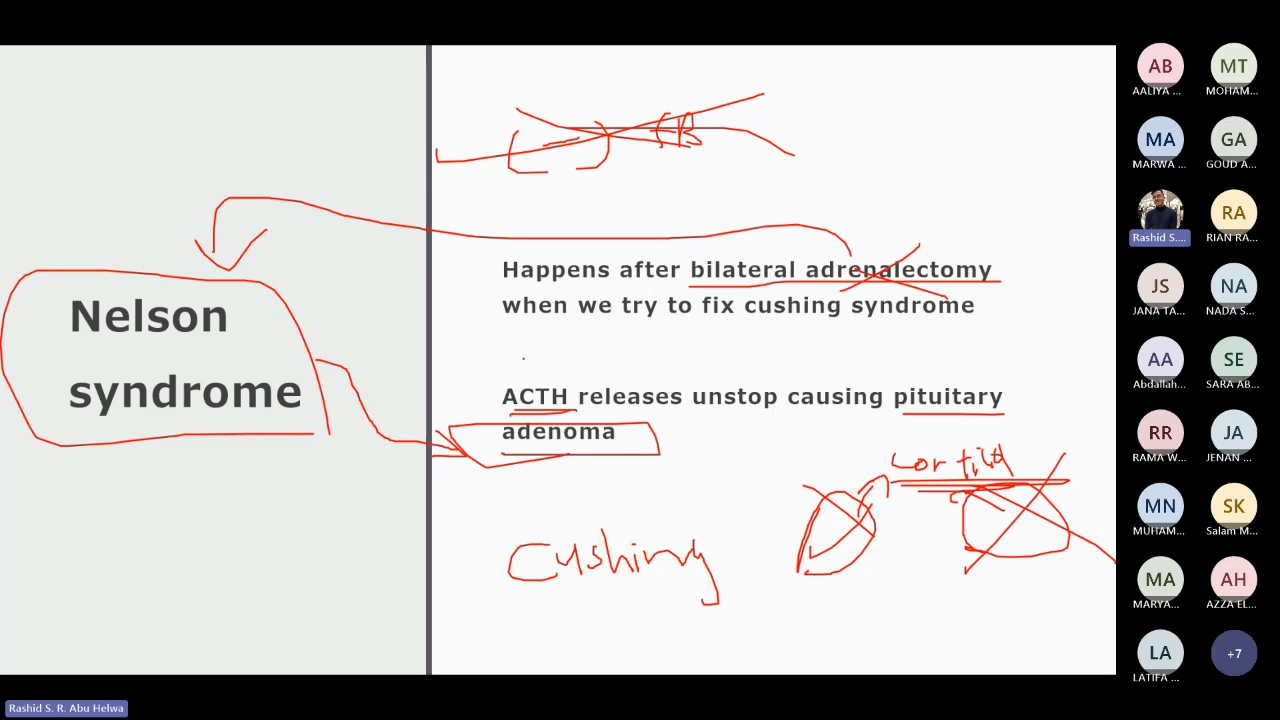 Nelson
syndrome
Happens after bilateral adrenalectomy
when we try to fix cushing syndrome
ACTH releases unstop causing pituitary
adenoma
Cushing
AB
AALIYA ...
MT
MOHAM...
MA
MARWA ...
GA
GOUD A...
Rashid S....
RA
RIAN RA...
JS
JANA TA...
NA
NADA S...
AA
Abdallah...
SE
SARA AB...
RR
RAMA W...
JA
JENAN ...
MN
MUHAM...
SK
Salam M...
MA
MARYA...
AH
AZZA EL...
LA
LATIFA ...
+7
Rashid S. R. Abu Helwa